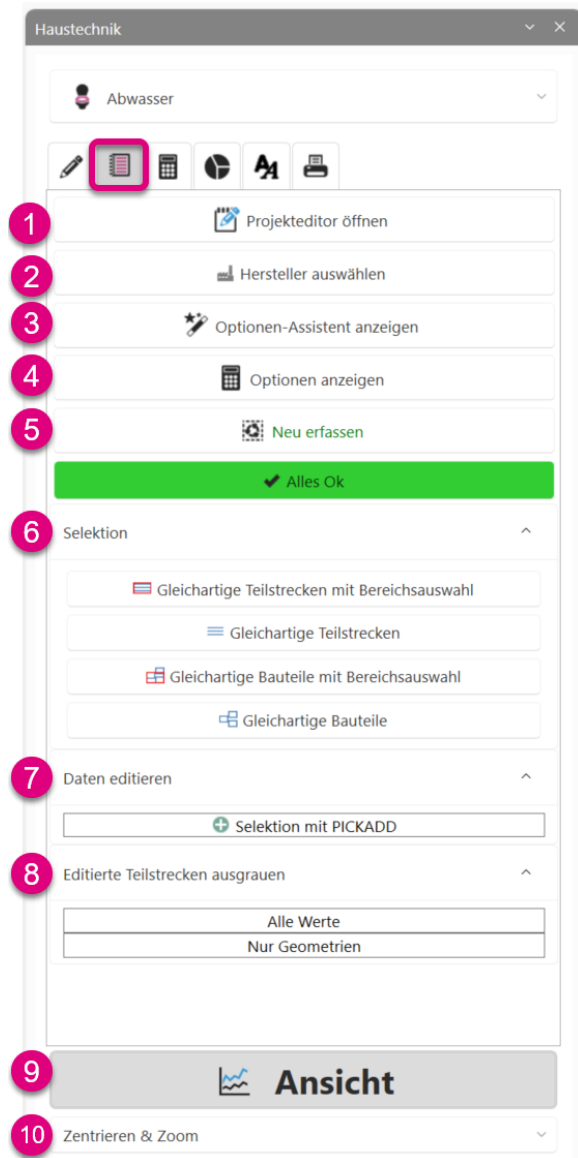 Haustechnik
Abwasser
1 Projekteditor öffnen
2 Hersteller auswählen
3 Optionen-Assistent anzeigen
4 Optionen anzeigen
5 Neu erfassen
Alles Ok
6 Selektion
Gleichartige Teilstrecken mit Bereichsauswahl
Gleichartige Teilstrecken
Gleichartige Bauteile mit Bereichsauswahl
Gleichartige Bauteile
7 Daten editieren
Selektion mit PICKADD
8 Editierte Teilstrecken ausgrauen
Alle Werte
Nur Geometrien
9 Ansicht
10 Zentrieren & Zoom